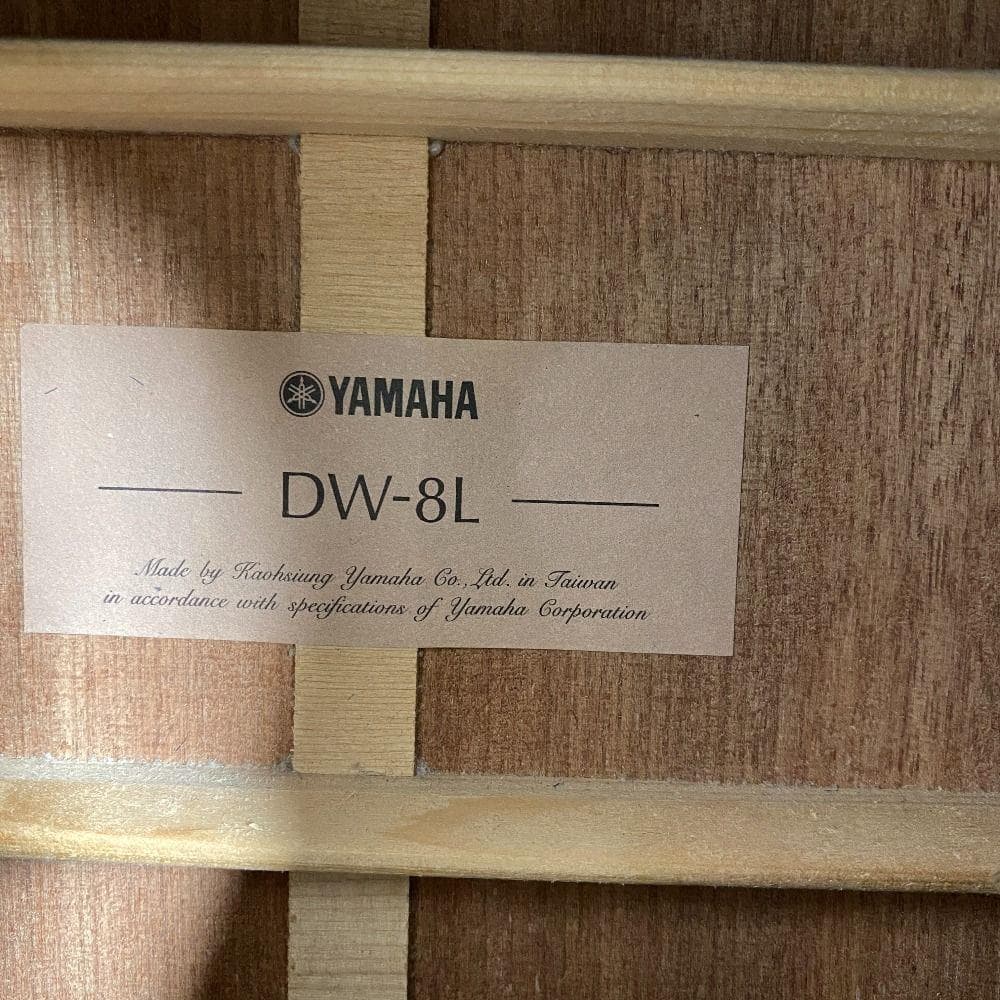 YAMAHA
DW-8L
Made by Kaohsiung Yamaha Co., Ltd. in Taiwan
in accordance with specifications of Yamaha Corporation